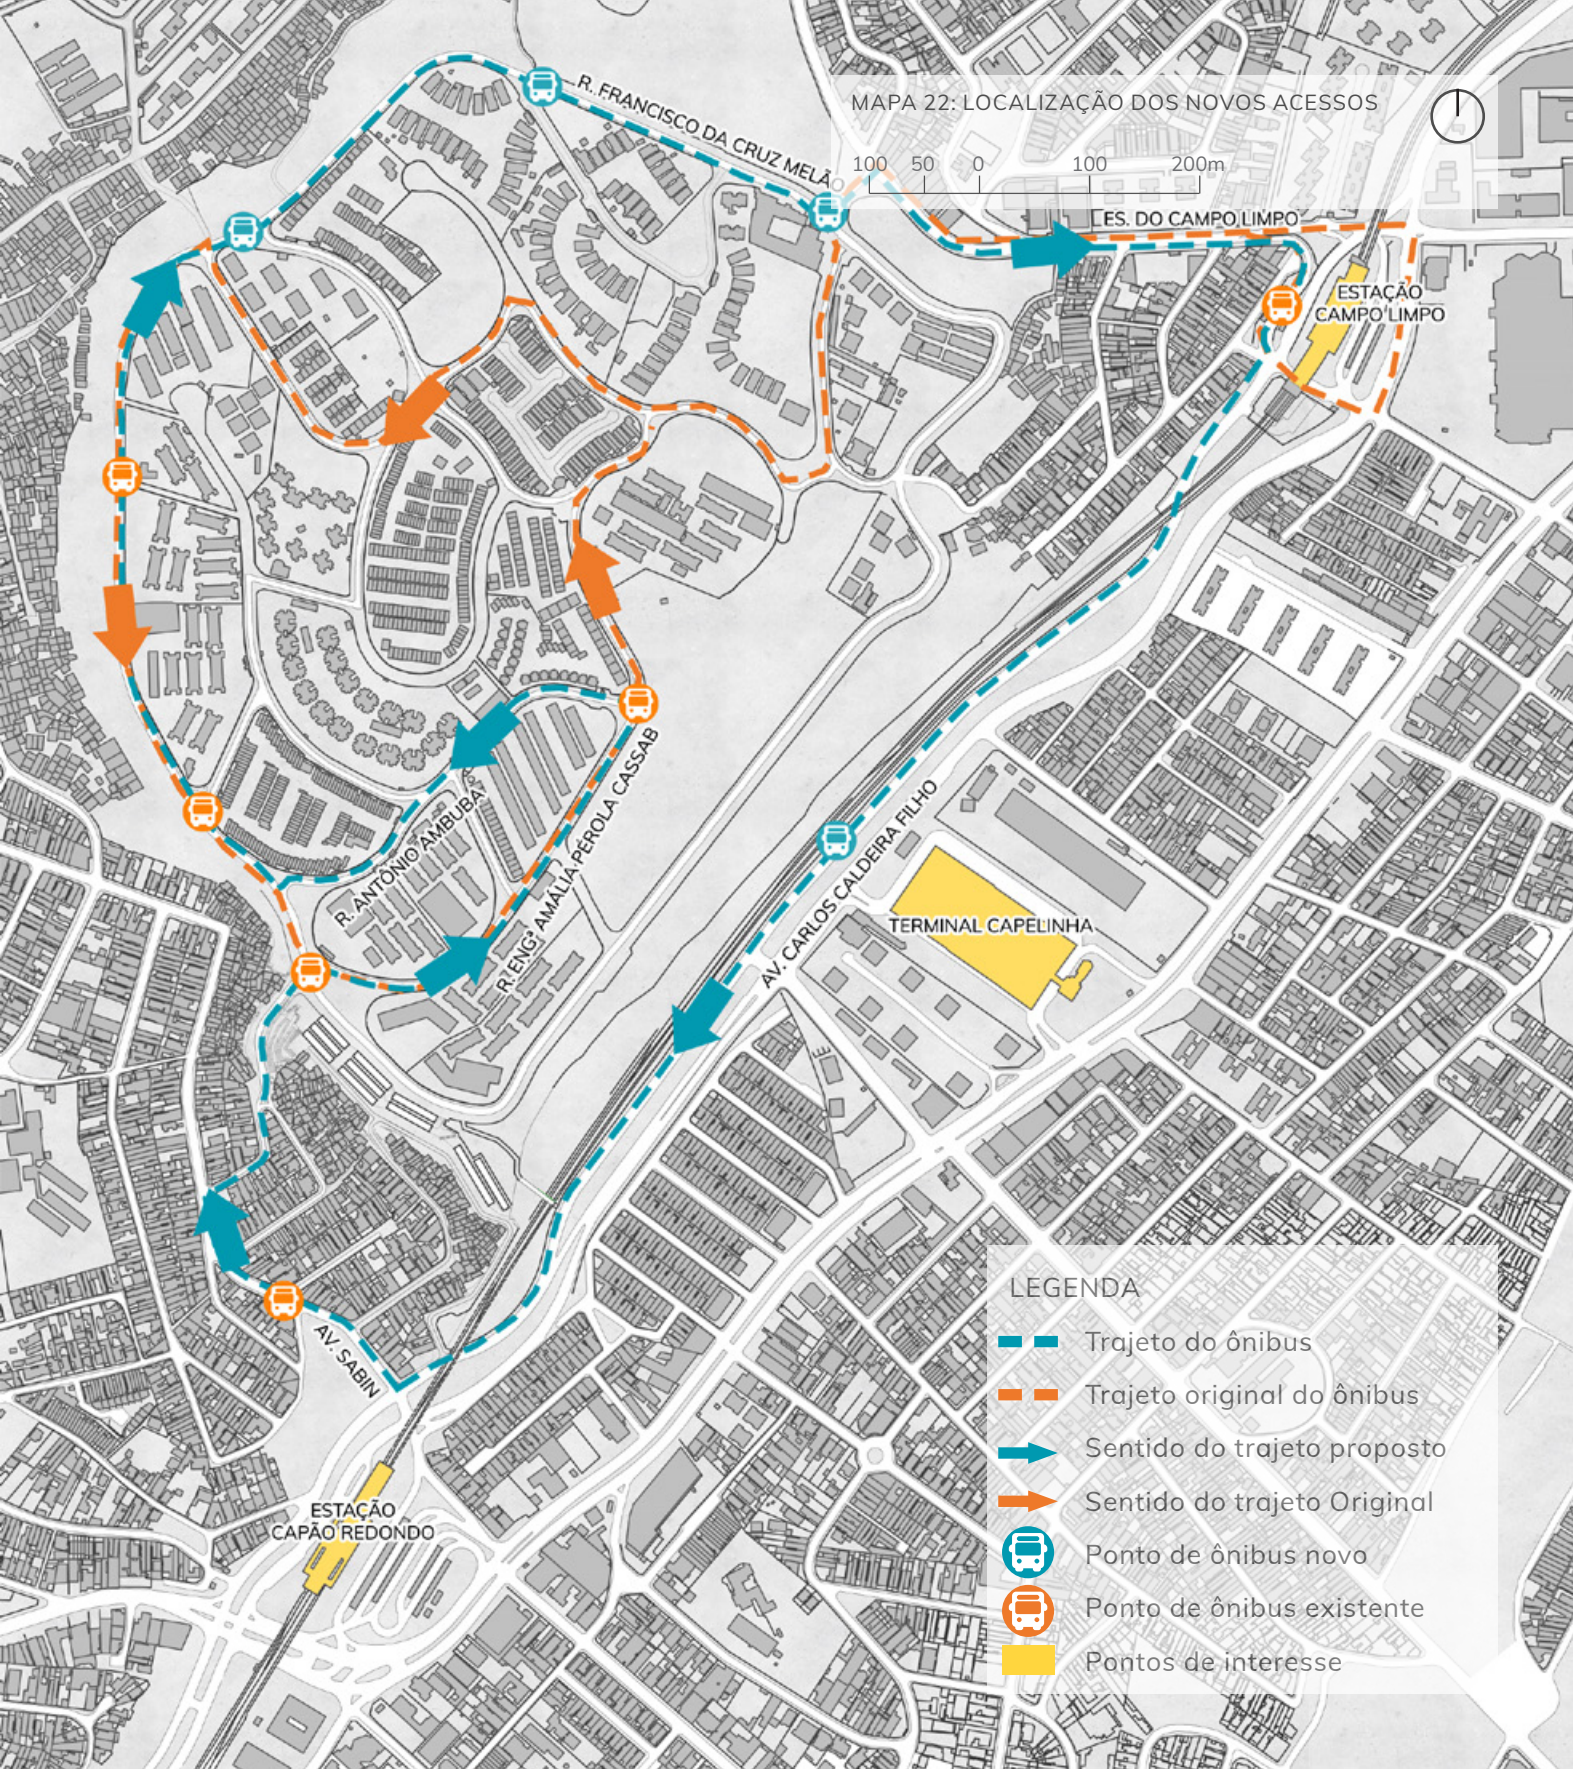 MAPA 22: LOCALIZAÇÃO DOS NOVOS ACESSOS
100 50 0 100 200m
R. FRANCISCO DA CRUZ MELÃO
ES. DO CAMPO LIMPO
ESTAÇÃO
CAMPO LIMPO
R. ANTÔNIO AMBUBA
R. ENGª AMÁLIA PÉROLA CASSAB
AV. CARLOS CALDEIRA FILHO
TERMINAL CAPELINHA
AV. SABIN
ESTAÇÃO
CAPÃO REDONDO
LEGENDA
Trajeto do ônibus
Trajeto original do ônibus
Sentido do trajeto proposto
Sentido do trajeto Original
Ponto de ônibus novo
Ponto de ônibus existente
Pontos de interesse